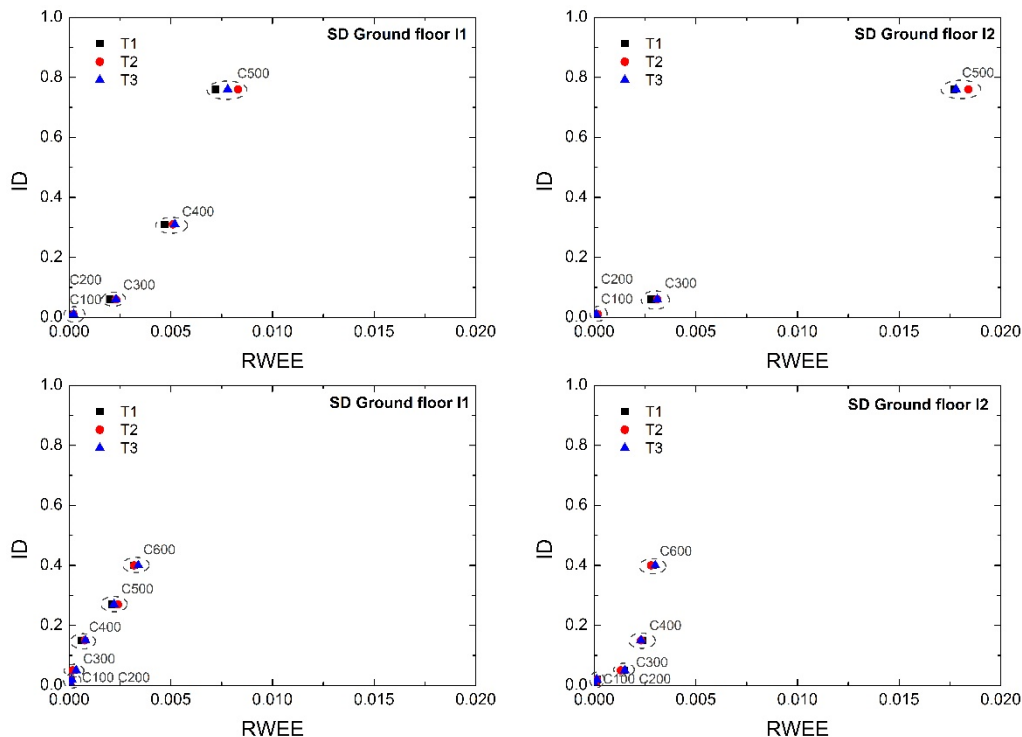 SD Ground floor I1
T1
T2
T3
C500
C400
C200
C300
C100
1.0
0.8
0.6
0.4
0.2
0.0
0.000
0.005
0.010
0.015
0.020
ID
RWEE
SD Ground floor I2
T1
T2
T3
C500
C200
C300
C100
1.0
0.8
0.6
0.4
0.2
0.0
0.000
0.005
0.010
0.015
0.020
ID
RWEE
SD Ground floor I1
T1
T2
T3
C600
C500
C400
C300
C100 C200
1.0
0.8
0.6
0.4
0.2
0.0
0.000
0.005
0.010
0.015
0.020
ID
RWEE
SD Ground floor I2
T1
T2
T3
C600
C400
C300
C100 C200
1.0
0.8
0.6
0.4
0.2
0.0
0.000
0.005
0.010
0.015
0.020
ID
RWEE